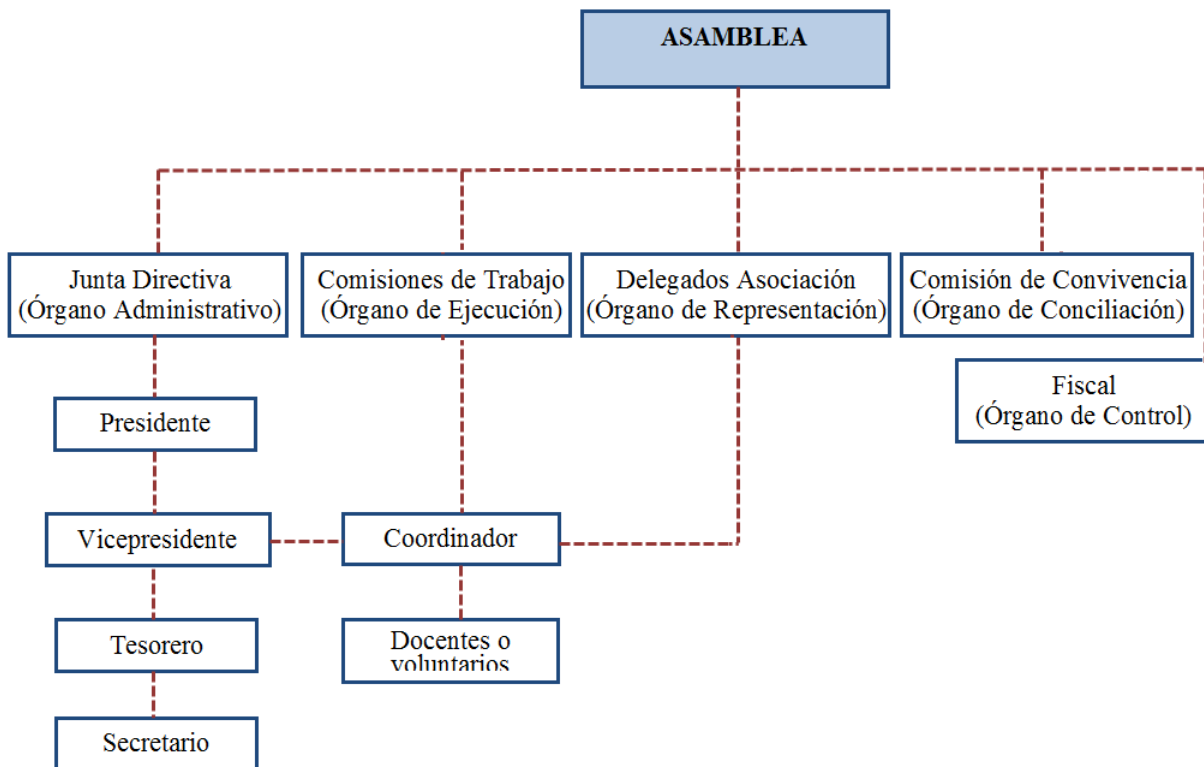 ASAMBLEA
Junta Directiva
(Órgano Administrativo)
Comisiones de Trabajo
(Órgano de Ejecución)
Delegados Asociación
(Órgano de Representación)
Comisión de Convivencia
(Órgano de Conciliación)
Fiscal
(Órgano de Control)
Presidente
Vicepresidente
Coordinador
Tesorero
Docentes o
voluntarios
Secretario